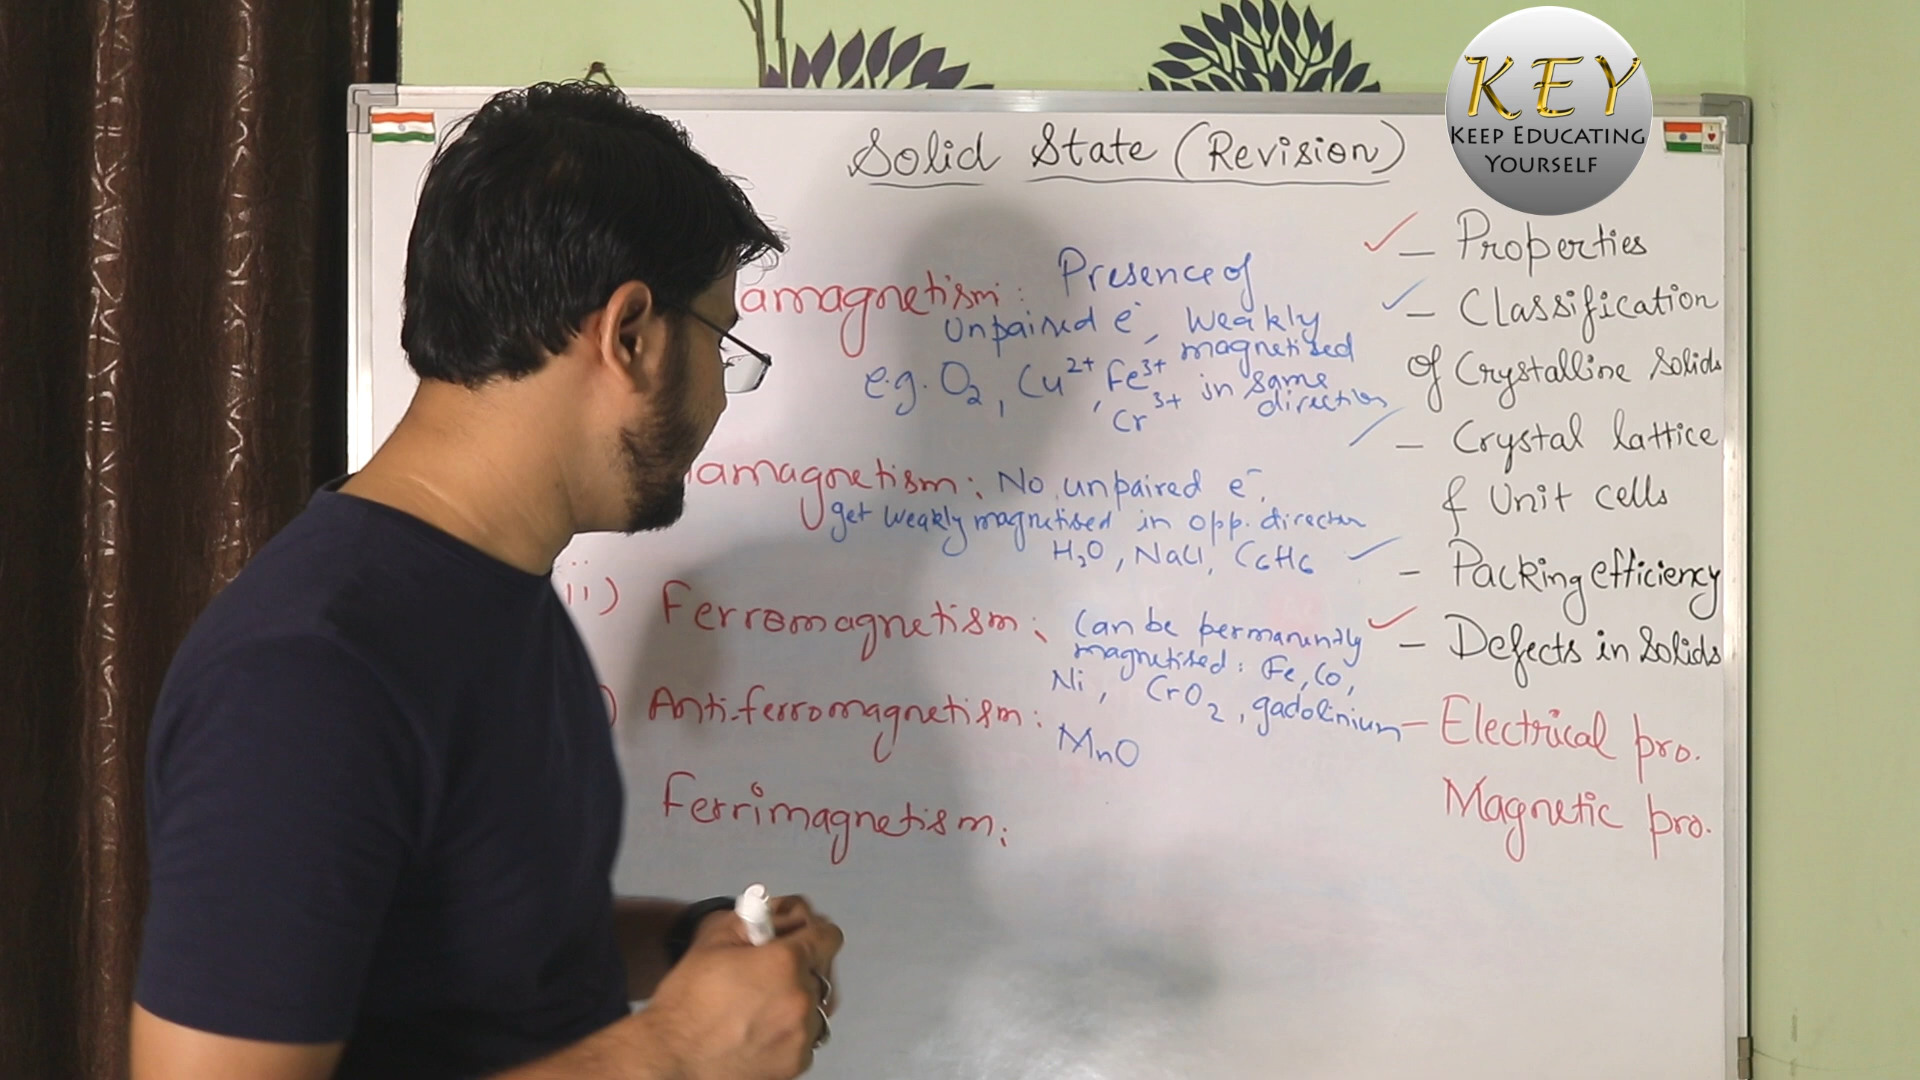 Solid State (Revision)
KEY
KEEP EDUCATING
YOURSELF
amagnetism: Presence of
unpaired e⁻, weakly
magnetised
e.g. O₂, Cu²⁺, Fe³⁺ in same
Cr³⁺ direction
amagnetism: No unpaired e⁻,
get weakly magnetised in opp. direction
H₂O, NaCl, C₆H₆
ii) Ferromagnetism: Can be permanently
magnetised: Fe, Co,
Ni, CrO₂, gadolinium
) Anti-ferromagnetism:
MnO
Ferrimagnetism:
– Properties
– Classification
of Crystalline Solids
– Crystal lattice
& Unit cells
– Packing efficiency
– Defects in Solids
– Electrical pro.
Magnetic pro.